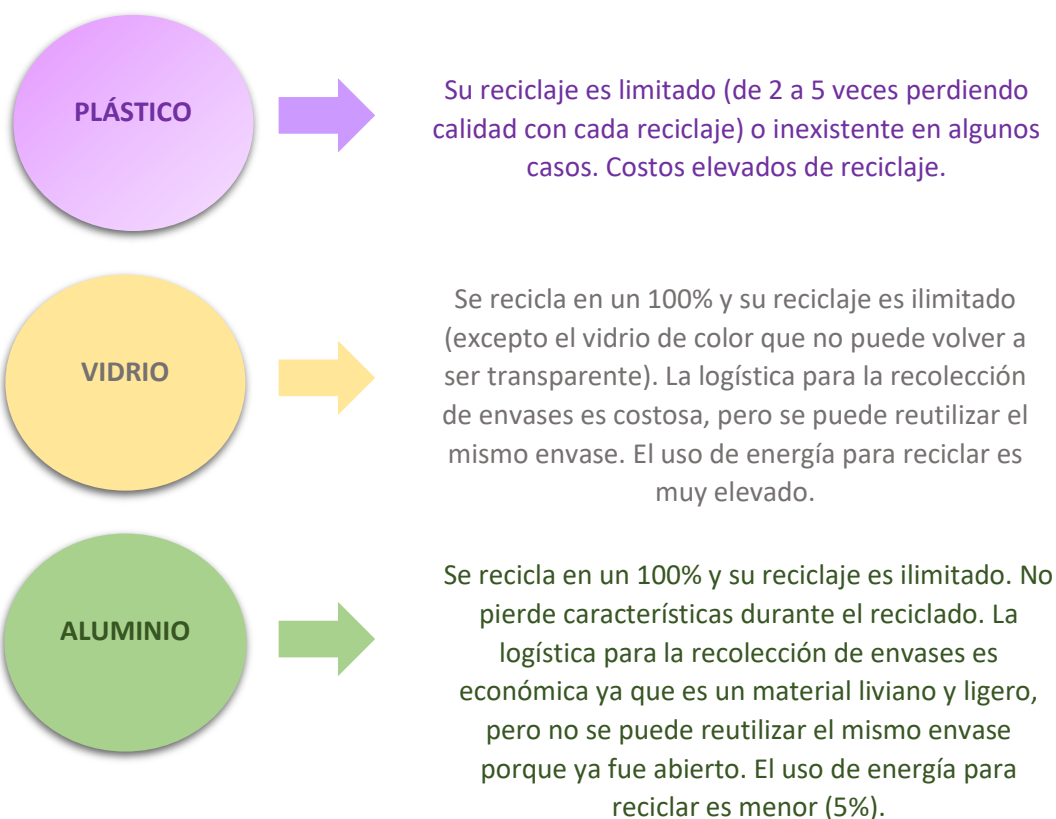 PLÁSTICO
Su reciclaje es limitado (de 2 a 5 veces perdiendo
calidad con cada reciclaje) o inexistente en algunos
casos. Costos elevados de reciclaje.
VIDRIO
Se recicla en un 100% y su reciclaje es ilimitado
(excepto el vidrio de color que no puede volver a
ser transparente). La logística para la recolección
de envases es costosa, pero se puede reutilizar el
mismo envase. El uso de energía para reciclar es
muy elevado.
ALUMINIO
Se recicla en un 100% y su reciclaje es ilimitado. No
pierde características durante el reciclado. La
logística para la recolección de envases es
económica ya que es un material liviano y ligero,
pero no se puede reutilizar el mismo envase
porque ya fue abierto. El uso de energía para
reciclar es menor (5%).